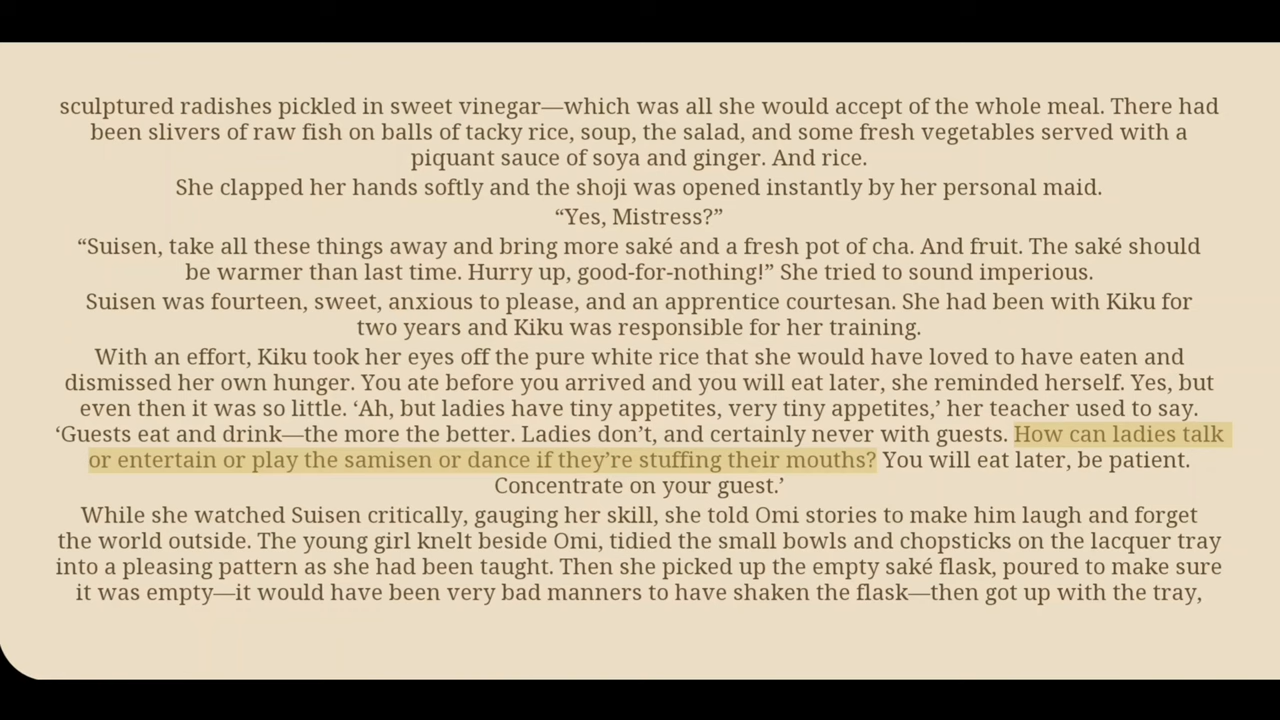 sculptured radishes pickled in sweet vinegar—which was all she would accept of the whole meal. There had
been slivers of raw fish on balls of tacky rice, soup, the salad, and some fresh vegetables served with a
piquant sauce of soya and ginger. And rice.
She clapped her hands softly and the shoji was opened instantly by her personal maid.
“Yes, Mistress?”
“Suisen, take all these things away and bring more saké and a fresh pot of cha. And fruit. The saké should
be warmer than last time. Hurry up, good-for-nothing!” She tried to sound imperious.
Suisen was fourteen, sweet, anxious to please, and an apprentice courtesan. She had been with Kiku for
two years and Kiku was responsible for her training.
With an effort, Kiku took her eyes off the pure white rice that she would have loved to have eaten and
dismissed her own hunger. You ate before you arrived and you will eat later, she reminded herself. Yes, but
even then it was so little. ‘Ah, but ladies have tiny appetites, very tiny appetites,’ her teacher used to say.
‘Guests eat and drink—the more the better. Ladies don’t, and certainly never with guests. How can ladies talk
or entertain or play the samisen or dance if they’re stuffing their mouths? You will eat later, be patient.
Concentrate on your guest.’
While she watched Suisen critically, gauging her skill, she told Omi stories to make him laugh and forget
the world outside. The young girl knelt beside Omi, tidied the small bowls and chopsticks on the lacquer tray
into a pleasing pattern as she had been taught. Then she picked up the empty saké flask, poured to make sure
it was empty—it would have been very bad manners to have shaken the flask—then got up with the tray,